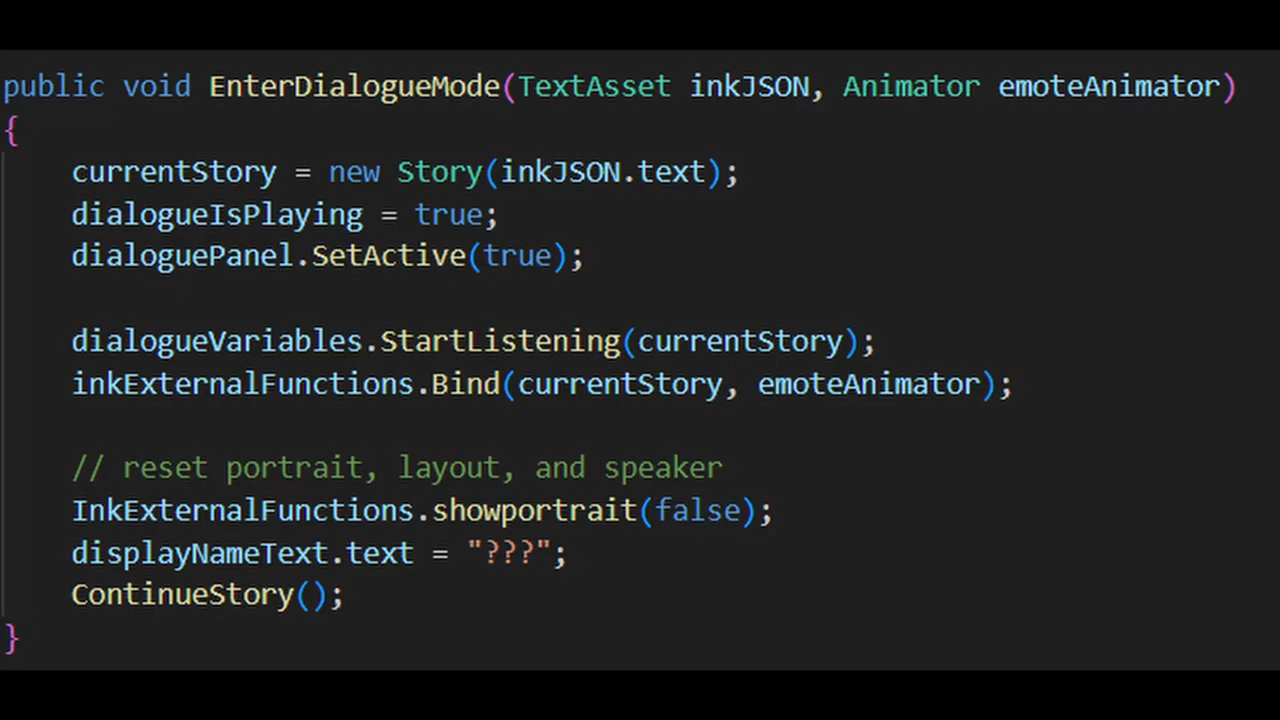 public void EnterDialogueMode(TextAsset inkJSON, Animator emoteAnimator)
{
    currentStory = new Story(inkJSON.text);
    dialogueIsPlaying = true;
    dialoguePanel.SetActive(true);

    dialogueVariables.StartListening(currentStory);
    inkExternalFunctions.Bind(currentStory, emoteAnimator);

    // reset portrait, layout, and speaker
    InkExternalFunctions.showportrait(false);
    displayNameText.text = "???";
    ContinueStory();
}